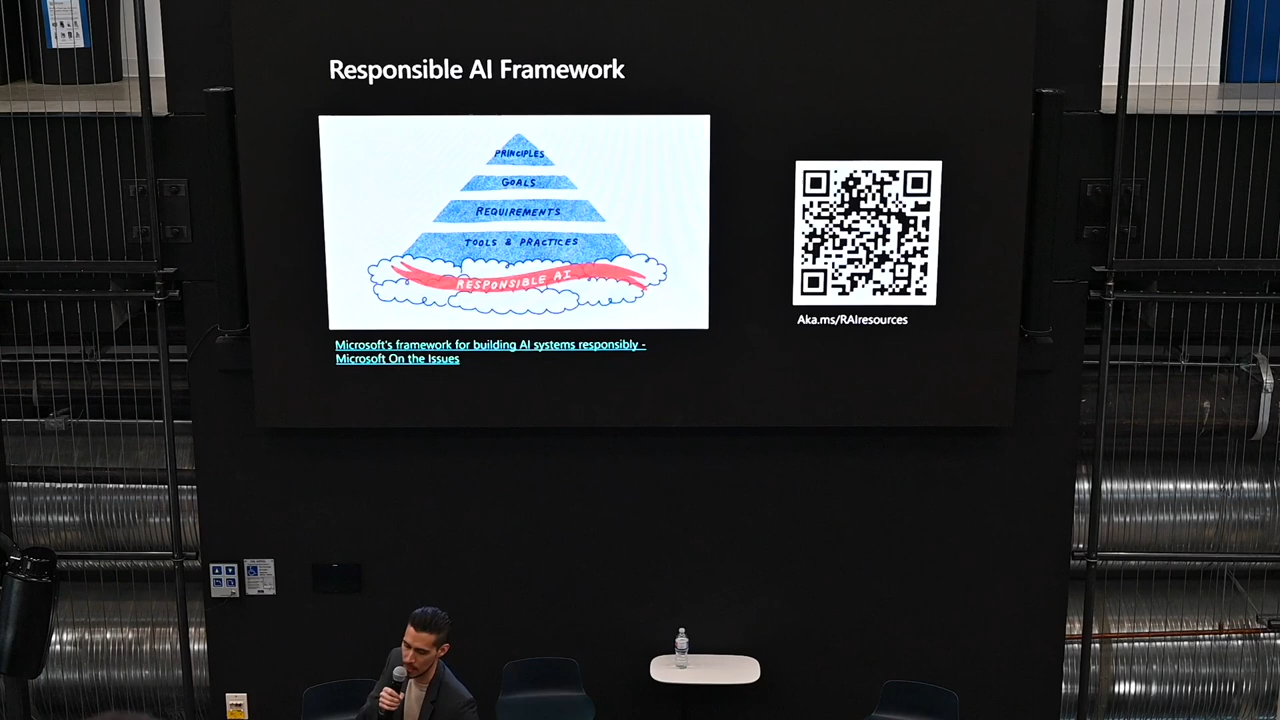 Responsible AI Framework
PRINCIPLES
GOALS
REQUIREMENTS
TOOLS & PRACTICES
RESPONSIBLE AI
Microsoft's framework for building AI systems responsibly -
Microsoft On the Issues
Aka.ms/RAIresources